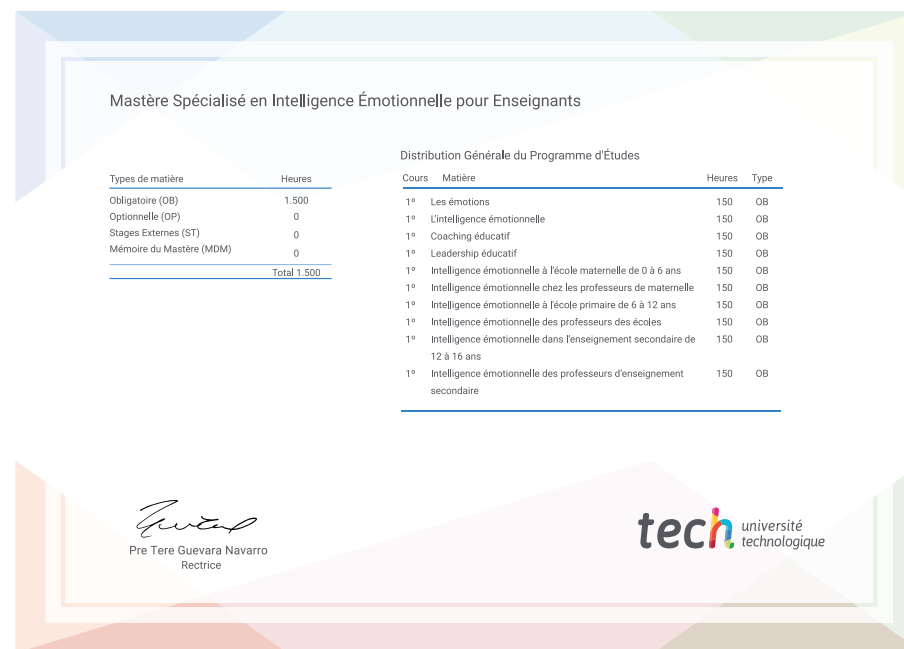 Mastère Spécialisé en Intelligence Émotionnelle pour Enseignants
Types de matière Heures
Obligatoire (OB) 1.500
Optionnelle (OP) 0
Stages Externes (ST) 0
Mémoire du Mastère (MDM) 0
Total 1.500
Distribution Générale du Programme d'Études
Cours Matière Heures Type
1º Les émotions 150 OB
1º L'intelligence émotionnelle 150 OB
1º Coaching éducatif 150 OB
1º Leadership éducatif 150 OB
1º Intelligence émotionnelle à l'école maternelle de 0 à 6 ans 150 OB
1º Intelligence émotionnelle chez les professeurs de maternelle 150 OB
1º Intelligence émotionnelle à l'école primaire de 6 à 12 ans 150 OB
1º Intelligence émotionnelle des professeurs des écoles 150 OB
1º Intelligence émotionnelle dans l'enseignement secondaire de 150 OB
12 à 16 ans
1º Intelligence émotionnelle des professeurs d'enseignement 150 OB
secondaire
Pre Tere Guevara Navarro
Rectrice
tech université
technologique